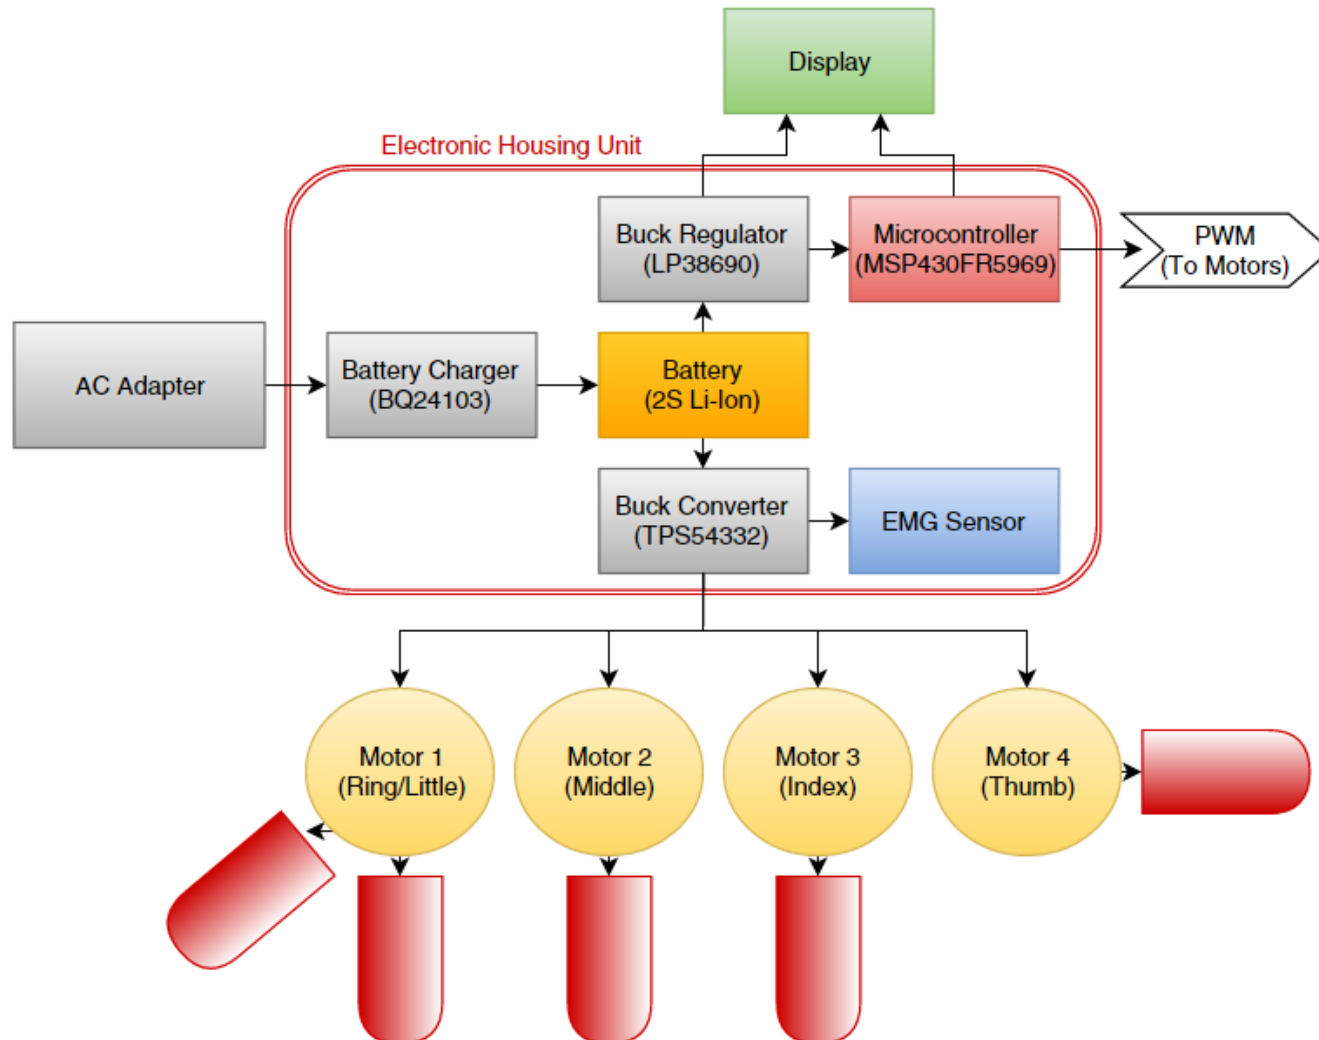 Display
Electronic Housing Unit
Buck Regulator
(LP38690)
Microcontroller
(MSP430FR5969)
PWM
(To Motors)
AC Adapter
Battery Charger
(BQ24103)
Battery
(2S Li-Ion)
Buck Converter
(TPS54332)
EMG Sensor
Motor 1
(Ring/Little)
Motor 2
(Middle)
Motor 3
(Index)
Motor 4
(Thumb)